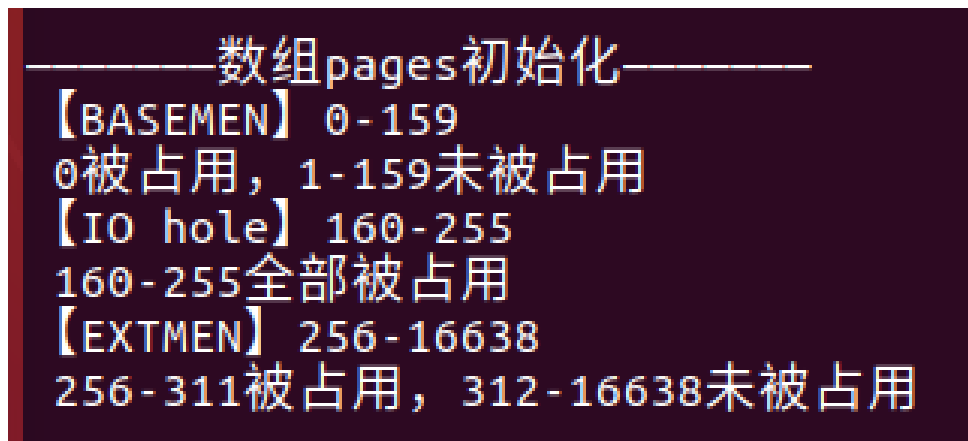 ———————数组pages初始化———————
【BASEMEN】0-159
0被占用，1-159未被占用
【IO hole】160-255
160-255全部被占用
【EXTMEN】256-16638
256-311被占用，312-16638未被占用